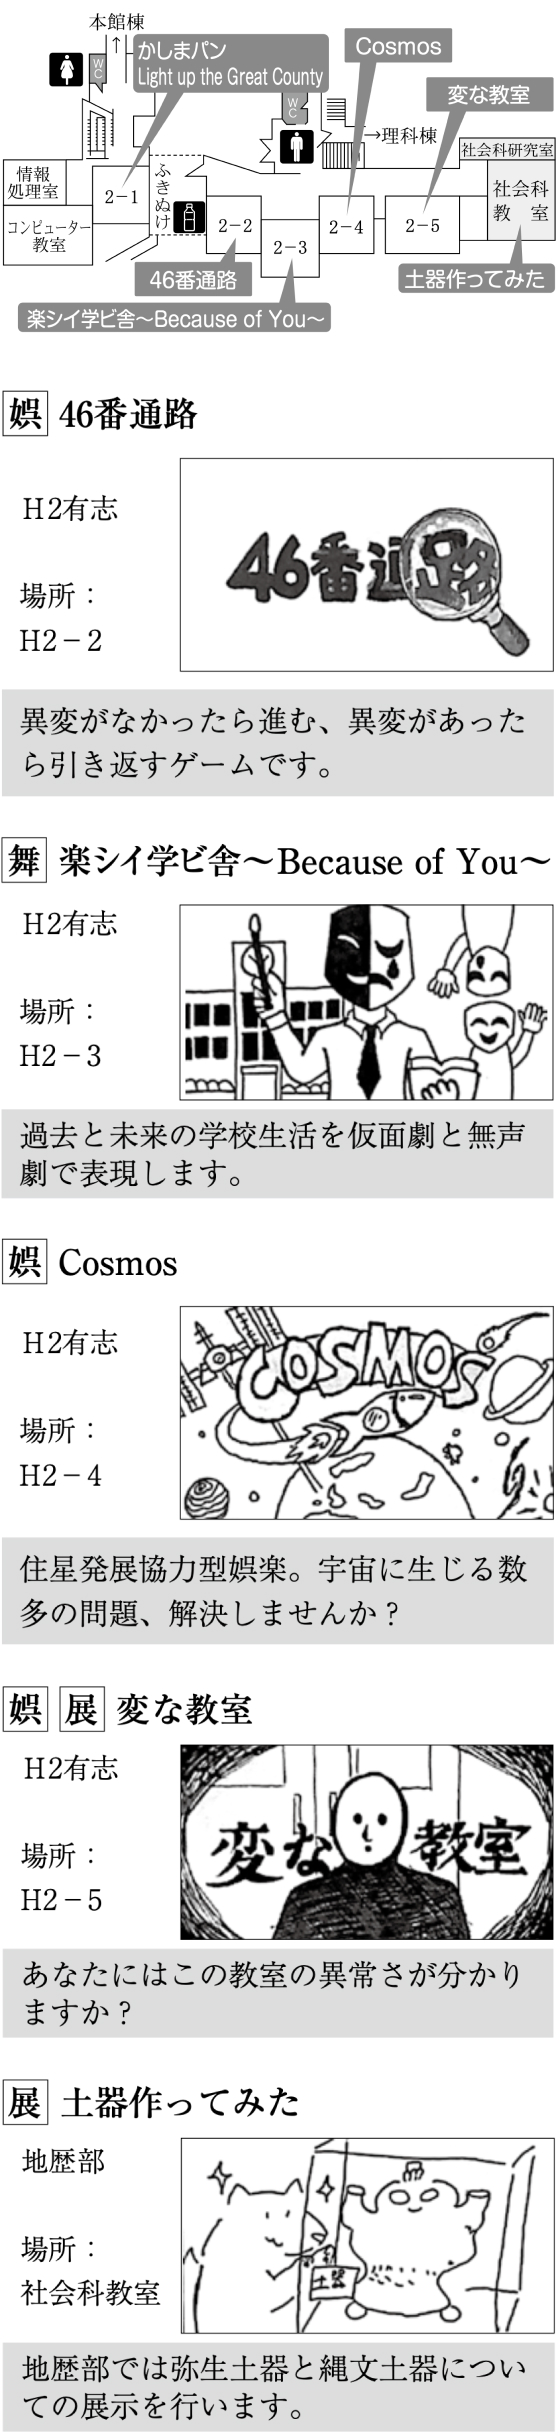 本館棟
↑
WC
かしまパン
Light up the Great County
Cosmos
変な教室
WC
→理科棟
社会科研究室
情報
処理室
2-1
ふきぬけ
コンピューター
教室
2-2
2-3
2-4
2-5
社会科
教 室
46番通路
土器作ってみた
楽シイ学ビ舎～Because of You～
娯 46番通路
H2有志
場所：
H2－2
46番通路
異変がなかったら進む、異変があった
ら引き返すゲームです。
舞 楽シイ学ビ舎～Because of You～
H2有志
場所：
H2－3
過去と未来の学校生活を仮面劇と無声
劇で表現します。
娯 Cosmos
H2有志
場所：
H2－4
COSMOS
住星発展協力型娯楽。宇宙に生じる数
多の問題、解決しませんか？
娯 展 変な教室
H2有志
場所：
H2－5
変な教室
あなたにはこの教室の異常さが分かり
ますか？
展 土器作ってみた
地歴部
場所：
社会科教室
土器
地歴部では弥生土器と縄文土器につい
ての展示を行います。